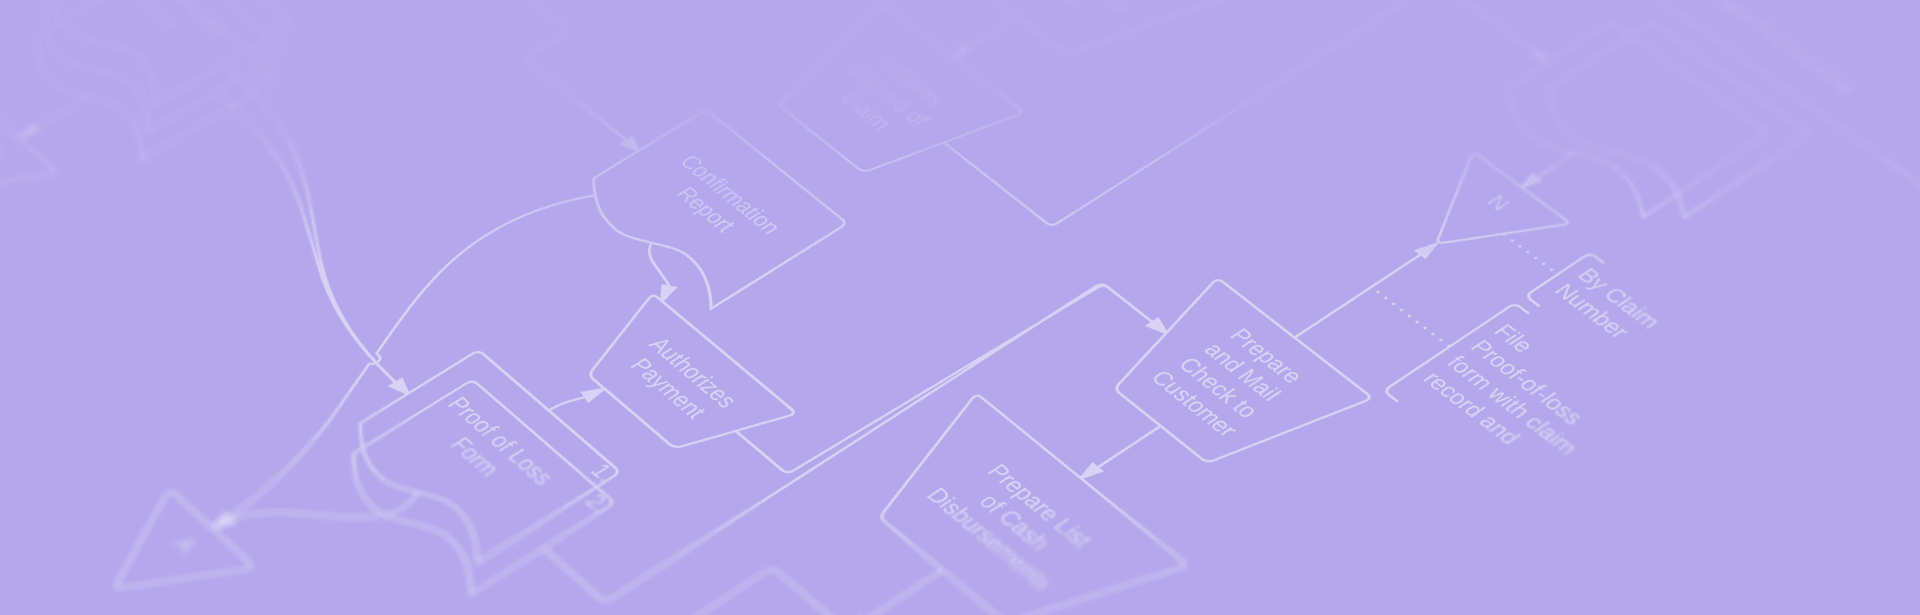 Record of
Claim
Confirmation
Report
N
By Claim
Number
File
Proof-of-loss
form with claim
record and
Authorizes
Payment
Prepare
and Mail
Check to
Customer
Proof of Loss
Form
1
2
Prepare List
of Cash
Disbursements
A